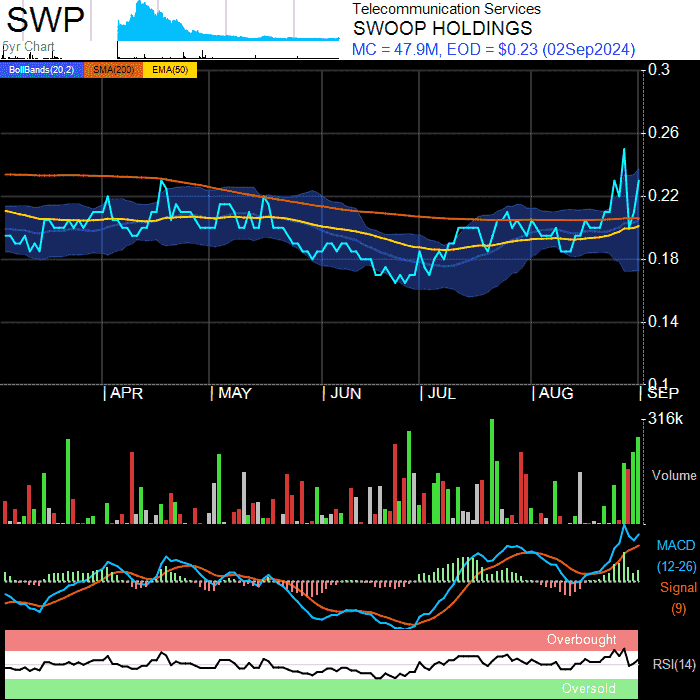 SWP
5yr Chart
Telecommunication Services
SWOOP HOLDINGS
MC = 47.9M, EOD = $0.23 (02Sep2024)
BollBands(20,2) SMA(200) EMA(50)
0.3
0.26
0.22
0.18
0.14
0.1
APR MAY JUN JUL AUG SEP
316k
Volume
MACD
(12-26)
Signal
(9)
Overbought
RSI(14)
Oversold